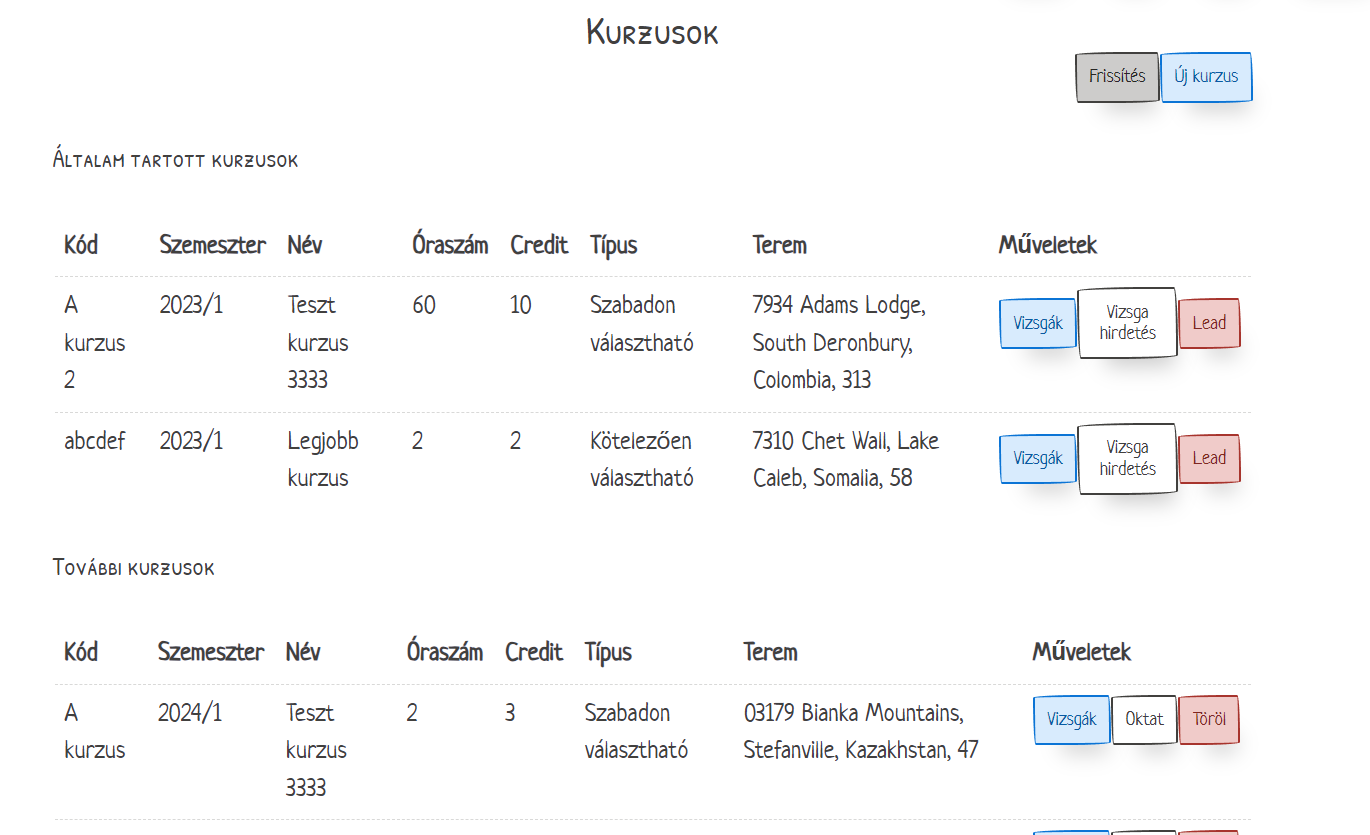 Kurzusok
Frissítés Új kurzus
Általam tartott kurzusok
Kód Szemeszter Név Óraszám Credit Típus Terem Műveletek
A 2023/1 Teszt 60 10 Szabadon 7934 Adams Lodge, Vizsgák Vizsga Lead
kurzus kurzus választható South Deronbury, hirdetés
2 3333 Colombia, 313
abcdef 2023/1 Legjobb 2 2 Kötelezően 7310 Chet Wall, Lake Vizsgák Vizsga Lead
kurzus választható Caleb, Somalia, 58 hirdetés
További kurzusok
Kód Szemeszter Név Óraszám Credit Típus Terem Műveletek
A 2024/1 Teszt 2 3 Szabadon 03179 Bianka Mountains, Vizsgák Oktat Töröl
kurzus kurzus választható Stefanville, Kazakhstan, 47
3333